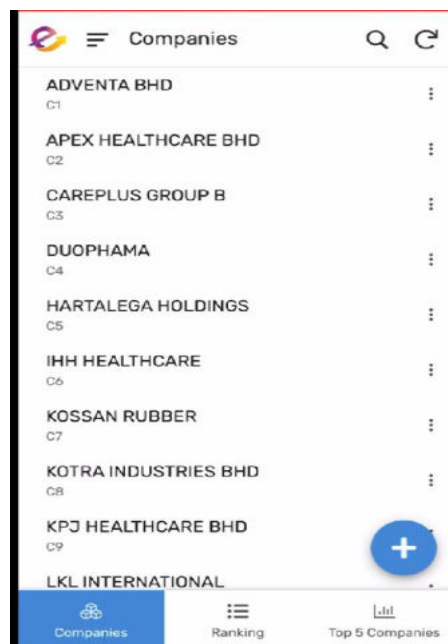 Companies
ADVENTA BHD
C1
APEX HEALTHCARE BHD
C2
CAREPLUS GROUP B
C3
DUOPHAMA
C4
HARTALEGA HOLDINGS
C5
IHH HEALTHCARE
C6
KOSSAN RUBBER
C7
KOTRA INDUSTRIES BHD
C8
KPJ HEALTHCARE BHD
C9
LKL INTERNATIONAL
Companies Ranking Top 5 Companies